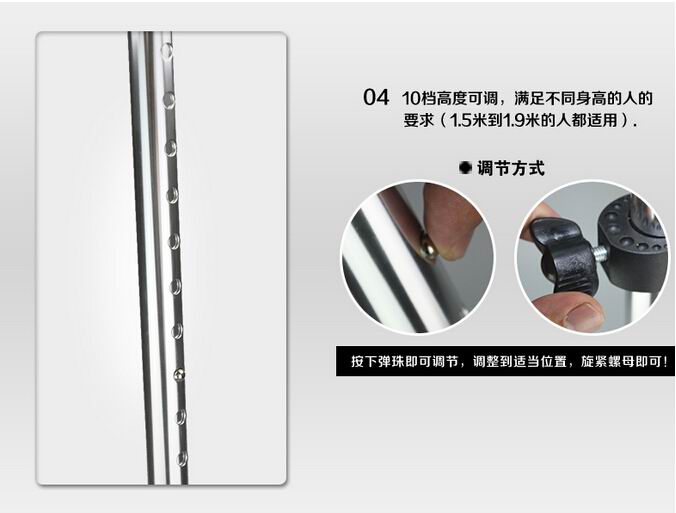 04 10档高度可调，满足不同身高的人的
要求（1.5米到1.9米的人都适用）.
调节方式
按下弹珠即可调节，调整到适当位置，旋紧螺母即可！